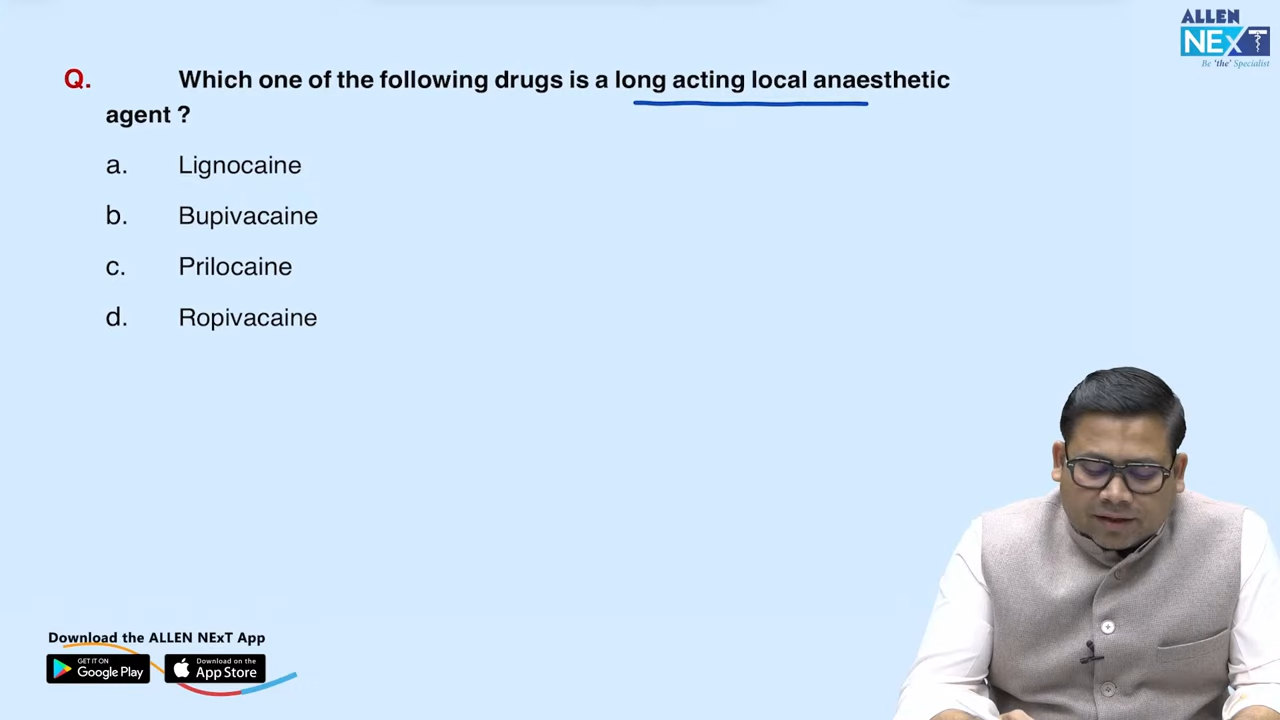 ALLEN
NExT
Be 'the' Specialist
Q. Which one of the following drugs is a long acting local anaesthetic
agent ?
a. Lignocaine
b. Bupivacaine
c. Prilocaine
d. Ropivacaine
Download the ALLEN NExT App
GET IT ON
Google Play
Download on the
App Store